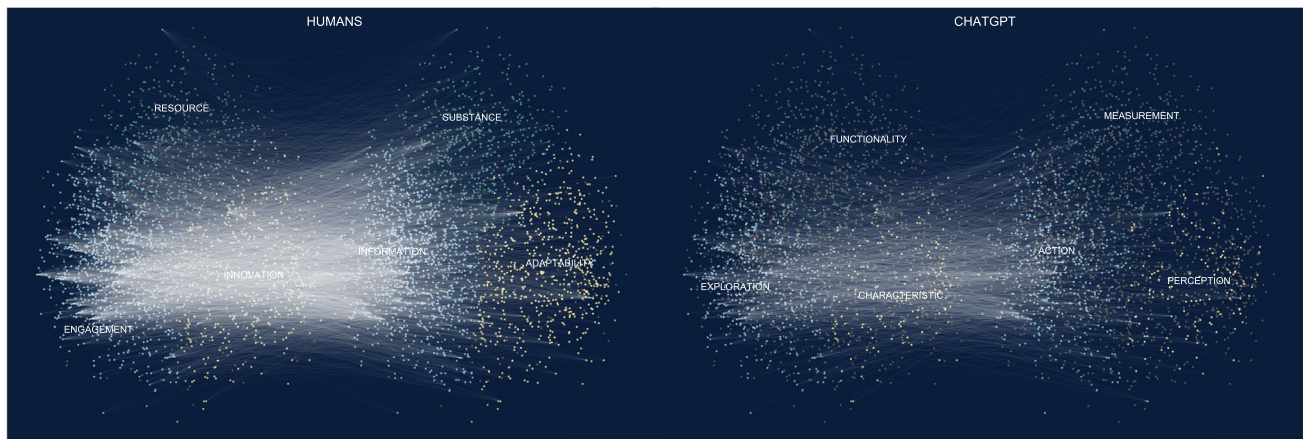 HUMANS
RESOURCE
SUBSTANCE
INFORMATION
INNOVATION
ADAPTABILITY
ENGAGEMENT
CHATGPT
FUNCTIONALITY
MEASUREMENT
ACTION
EXPLORATION
CHARACTERISTIC
PERCEPTION